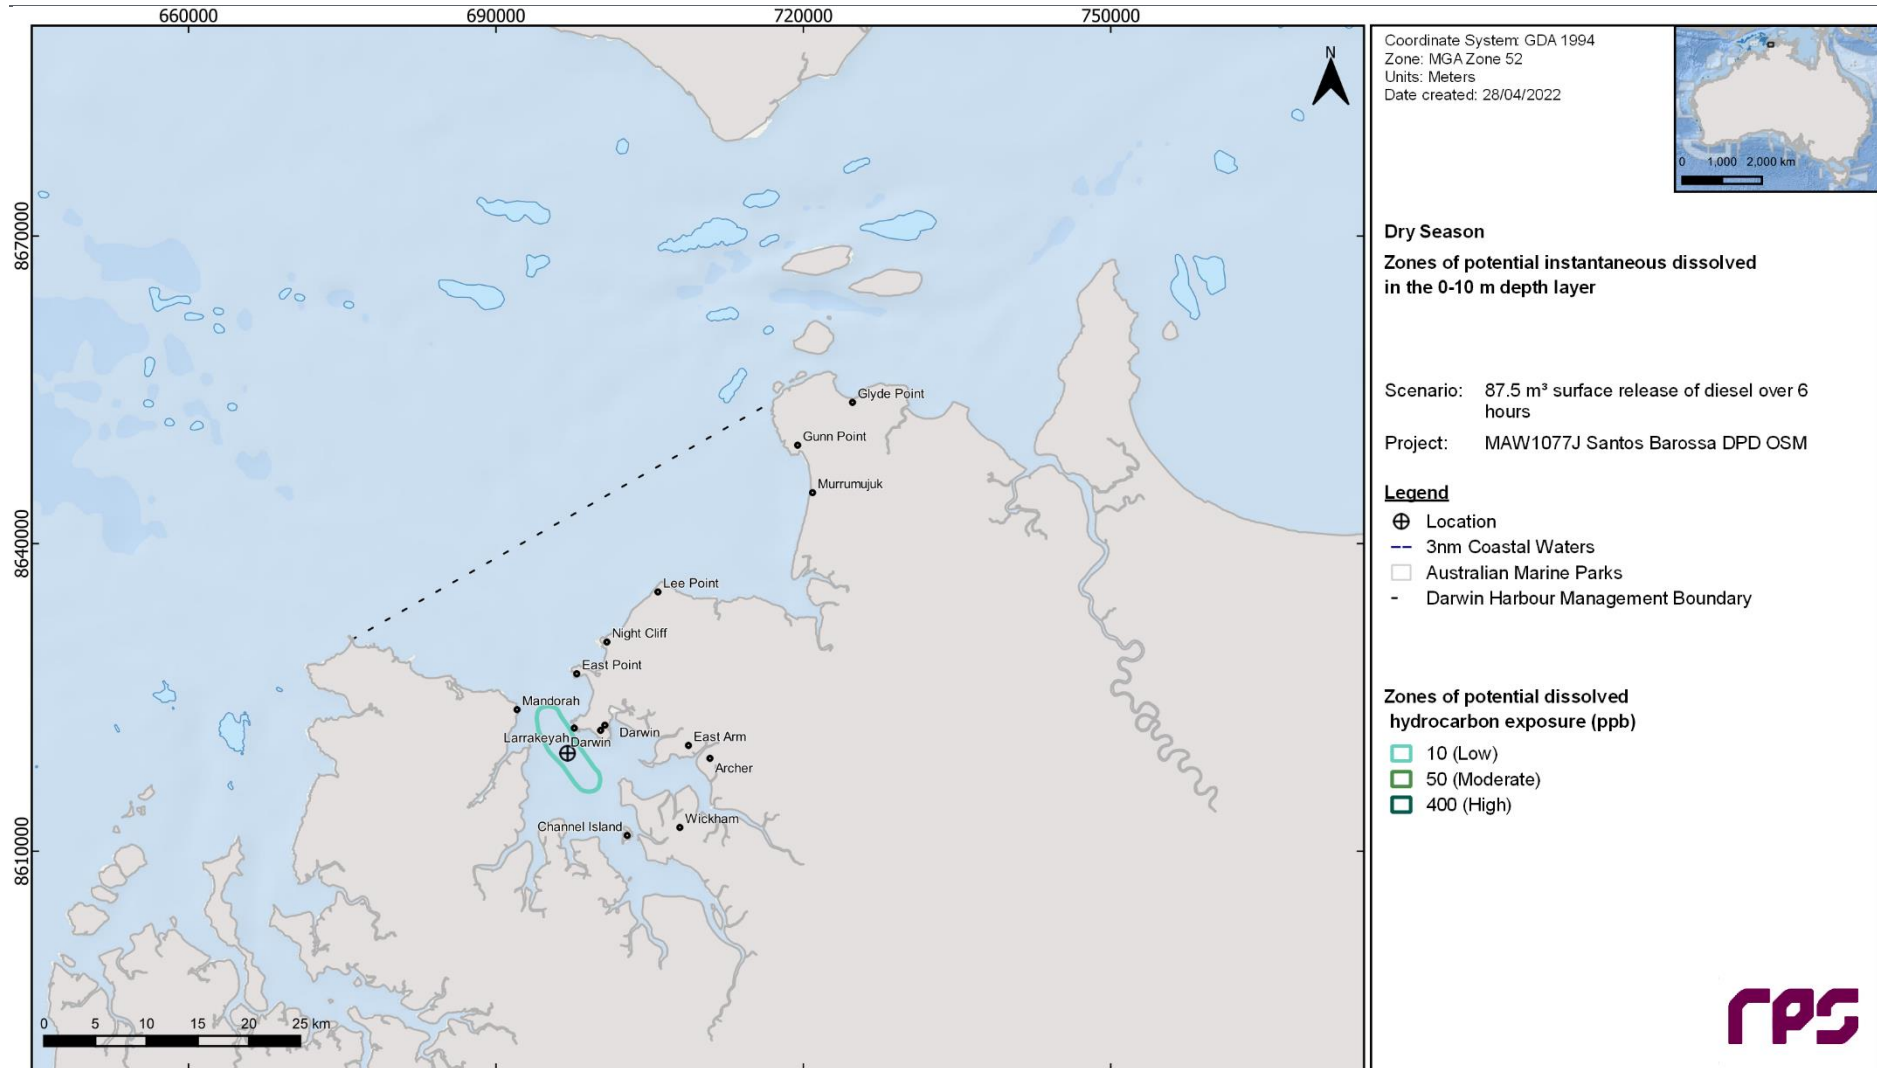 660000
690000
720000
750000
8670000
8640000
8610000
N
Glyde Point
Gunn Point
Murrumujuk
Lee Point
Night Cliff
East Point
Mandorah
Larrakeyah
Darwin
Darwin
East Arm
Archer
Wickham
Channel Island
0 5 10 15 20 25 km
Coordinate System: GDA 1994
Zone: MGA Zone 52
Units: Meters
Date created: 28/04/2022
0 1,000 2,000 km
Dry Season
Zones of potential instantaneous dissolved
in the 0-10 m depth layer
Scenario: 87.5 m³ surface release of diesel over 6
hours
Project: MAW1077J Santos Barossa DPD OSM
Legend
Location
3nm Coastal Waters
Australian Marine Parks
Darwin Harbour Management Boundary
Zones of potential dissolved
hydrocarbon exposure (ppb)
10 (Low)
50 (Moderate)
400 (High)
rps